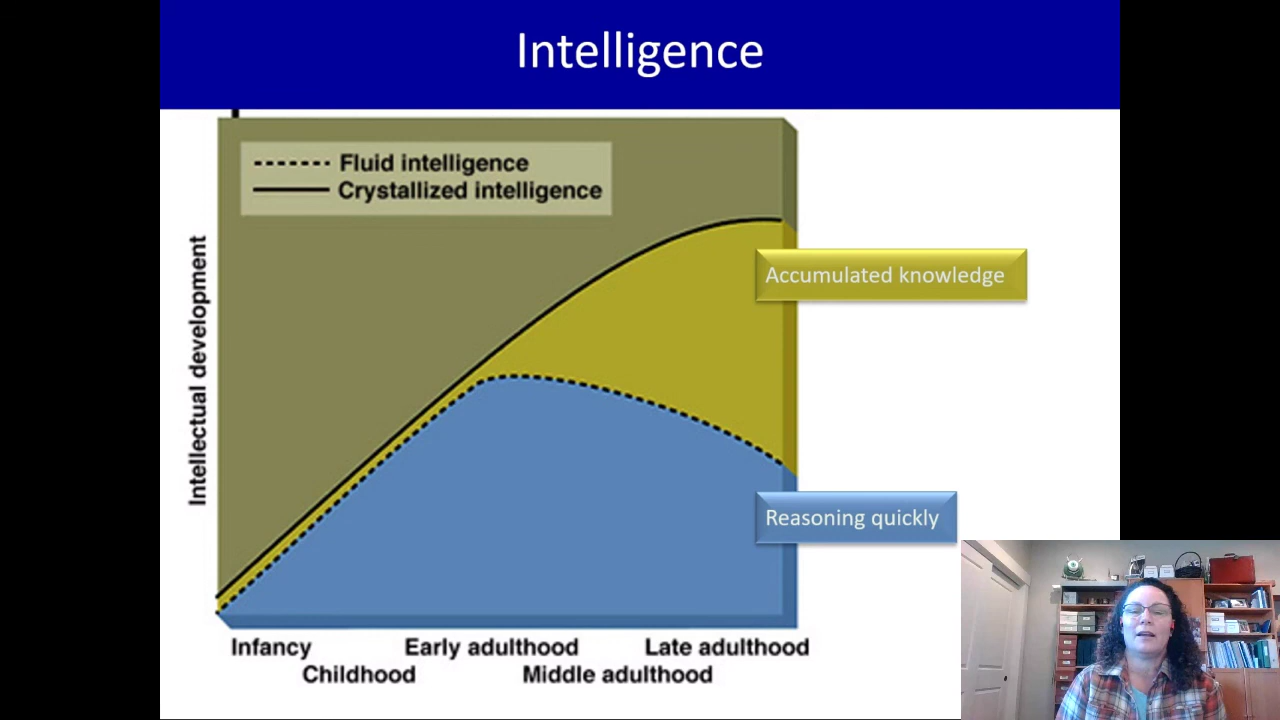 Intelligence
Fluid intelligence
Crystallized intelligence
Intellectual development
Accumulated knowledge
Reasoning quickly
Infancy
Early adulthood
Late adulthood
Childhood
Middle adulthood